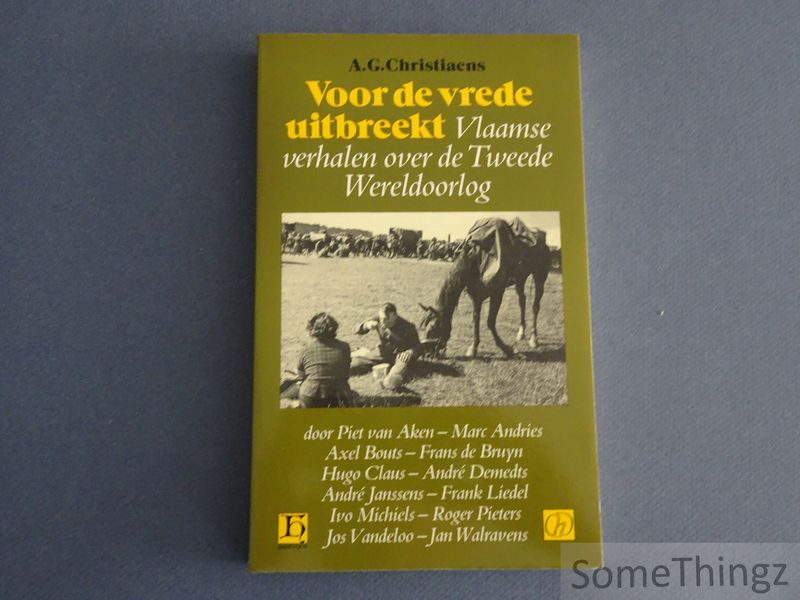 A.G.Christiaens
Voor de vrede
uitbreekt Vlaamse
verhalen over de Tweede
Wereldoorlog
door Piet van Aken – Marc Andries
Axel Bouts – Frans de Bruyn
Hugo Claus – André Demedts
André Janssens – Frank Liedel
Ivo Michiels – Roger Pieters
Jos Vandeloo – Jan Walravens
h
h
SomeThingz